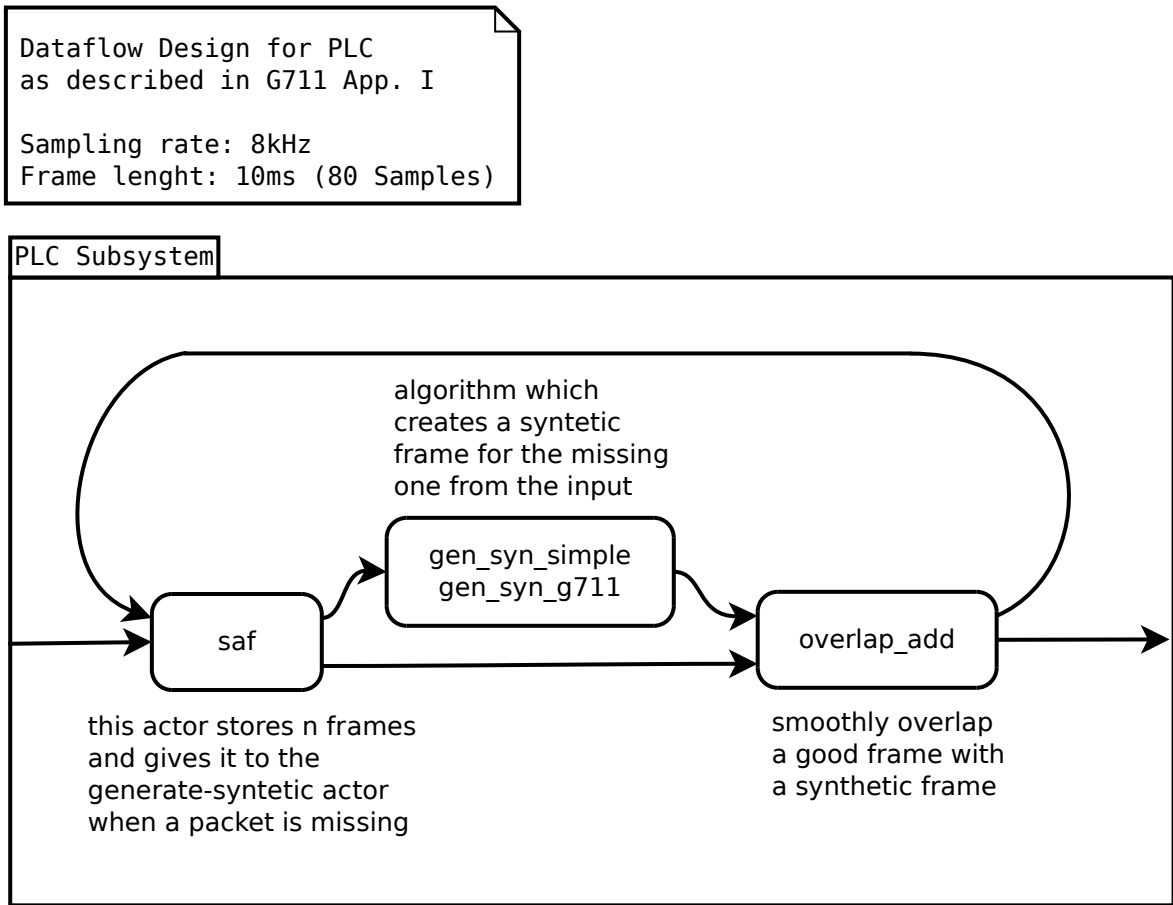 Dataflow Design for PLC
as described in G711 App. I
Sampling rate: 8kHz
Frame lenght: 10ms (80 Samples)
PLC Subsystem
algorithm which
creates a syntetic
frame for the missing
one from the input
gen_syn_simple
gen_syn_g711
saf
overlap_add
this actor stores n frames
and gives it to the
generate-syntetic actor
when a packet is missing
smoothly overlap
a good frame with
a synthetic frame